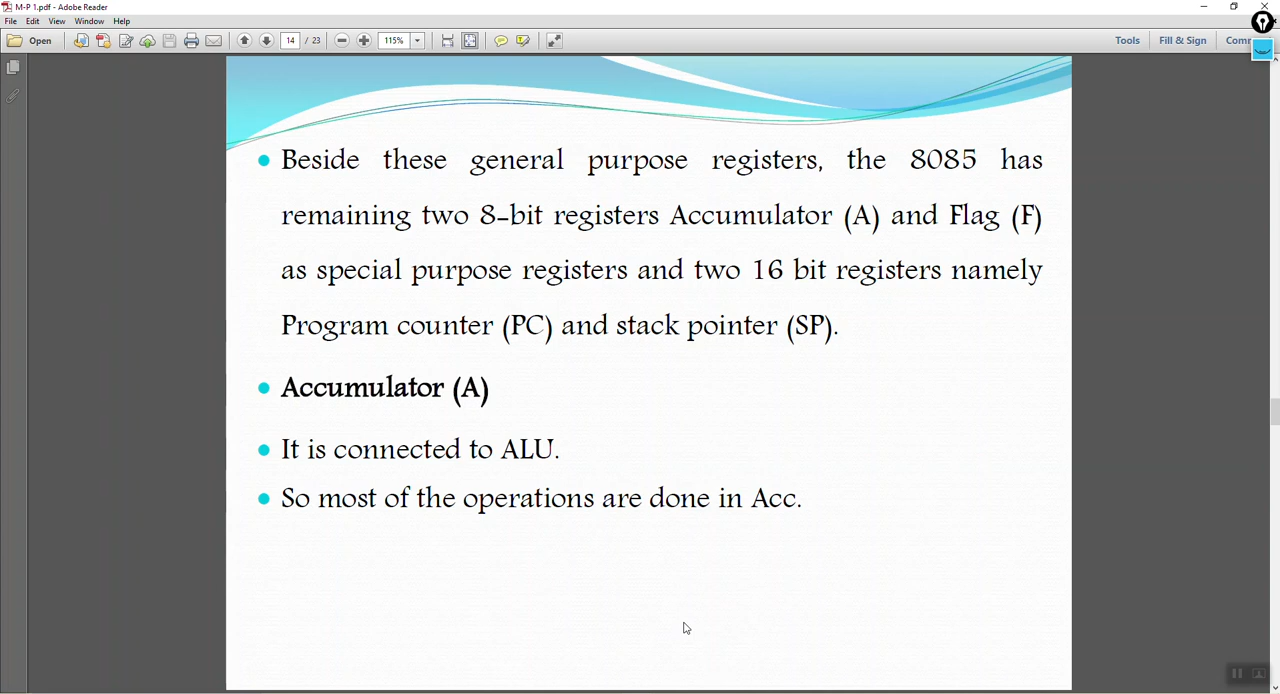 M-P 1.pdf - Adobe Reader
File Edit View Window Help
Open 14 / 23 115% Tools Fill & Sign
Beside these general purpose registers, the 8085 has
remaining two 8-bit registers Accumulator (A) and Flag (F)
as special purpose registers and two 16 bit registers namely
Program counter (PC) and stack pointer (SP).
Accumulator (A)
It is connected to ALU.
So most of the operations are done in Acc.